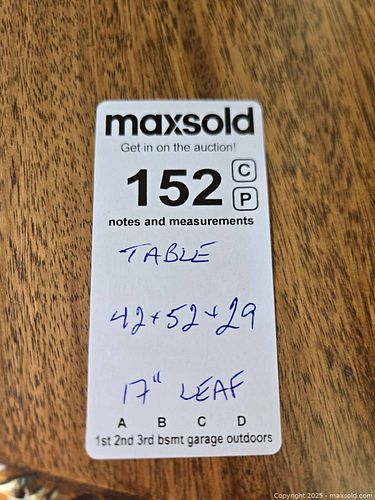 maxsold
Get in on the auction!
152 C
P
notes and measurements
TABLE
42 + 52 + 29
17" LEAF
A B C D
1st 2nd 3rd bsmt garage outdoors
Copyright 2025 - maxsold.com